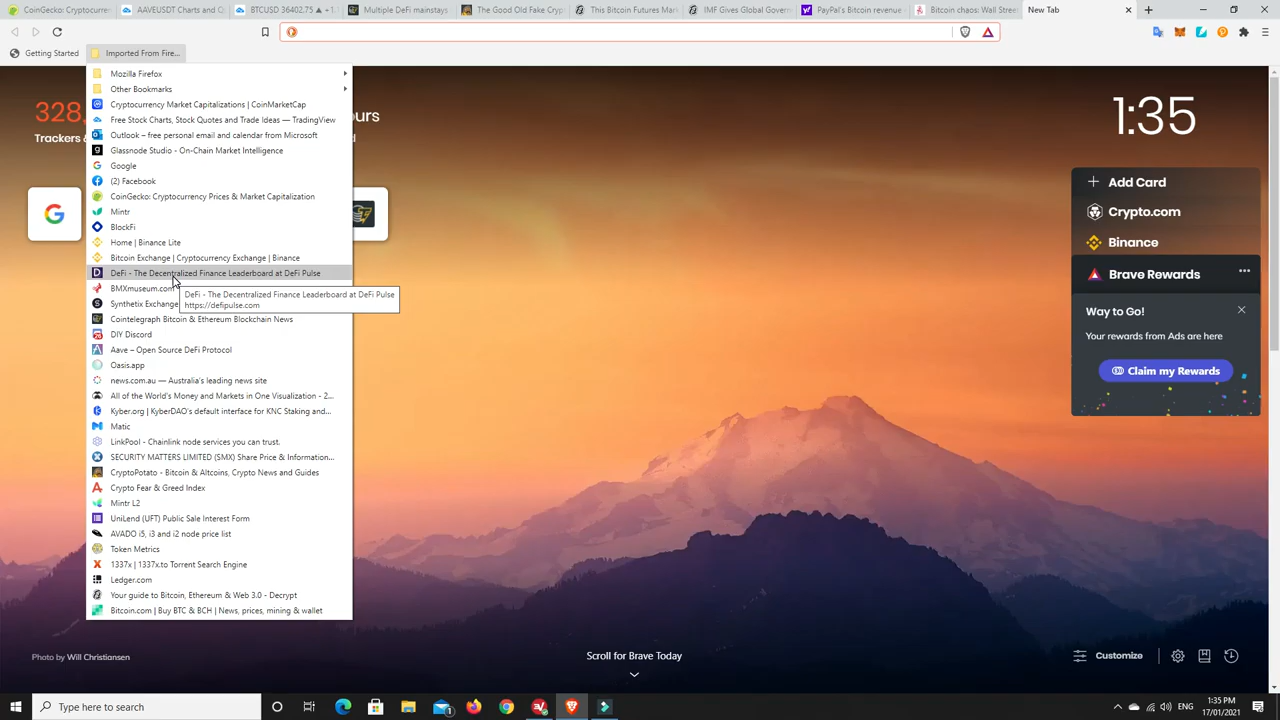 CoinGecko: Cryptocurren
AAVEUSDT Charts and Q
BTCUSD 36402.75 ▲ +1
Multiple DeFi mainstays
The Good Old Fake Cryp
This Bitcoin Futures Mar
IMF Gives Global Govern
PayPal's Bitcoin revenue
Bitcoin chaos: Wall Stree
New Tab
Getting Started
Imported From Fire...
Mozilla Firefox
Other Bookmarks
Cryptocurrency Market Capitalizations | CoinMarketCap
Free Stock Charts, Stock Quotes and Trade Ideas — TradingView
Outlook – free personal email and calendar from Microsoft
Glassnode Studio - On-Chain Market Intelligence
Google
(2) Facebook
CoinGecko: Cryptocurrency Prices & Market Capitalization
Mintr
BlockFi
Home | Binance Lite
Bitcoin Exchange | Cryptocurrency Exchange | Binance
DeFi - The Decentralized Finance Leaderboard at DeFi Pulse
BMXmuseum.com
DeFi - The Decentralized Finance Leaderboard at DeFi Pulse
https://defipulse.com
Synthetix Exchange
Cointelegraph Bitcoin & Ethereum Blockchain News
DIY Discord
Aave – Open Source DeFi Protocol
Oasis.app
news.com.au — Australia's leading news site
All of the World's Money and Markets in One Visualization - 2...
Kyber.org | KyberDAO's default interface for KNC Staking and...
Matic
LinkPool - Chainlink node services you can trust.
SECURITY MATTERS LIMITED (SMX) Share Price & Information...
CryptoPotato - Bitcoin & Altcoins, Crypto News and Guides
Crypto Fear & Greed Index
Mintr L2
UniLend (UFT) Public Sale Interest Form
AVADO i5, i3 and i2 node price list
Token Metrics
1337x | 1337x.to Torrent Search Engine
Ledger.com
Your guide to Bitcoin, Ethereum & Web 3.0 - Decrypt
Bitcoin.com | Buy BTC & BCH | News, prices, mining & wallet
328,
Trackers &
ours
d
1:35
Add Card
Crypto.com
Binance
Brave Rewards
Way to Go!
Your rewards from Ads are here
Claim my Rewards
Photo by Will Christiansen
Scroll for Brave Today
Customize
Type here to search
ENG
1:35 PM
17/01/2021